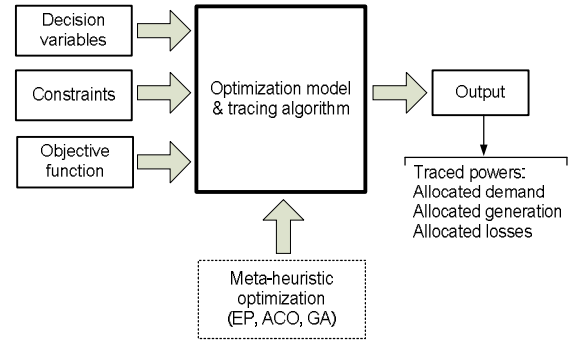 Decision
variables
Constraints
Objective
function
Optimization model
& tracing algorithm
Output
Traced powers:
Allocated demand
Allocated generation
Allocated losses
Meta-heuristic
optimization
(EP, ACO, GA)